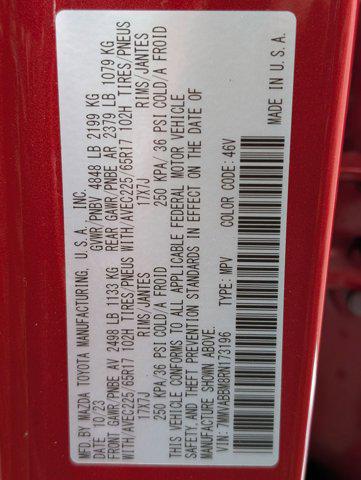 MFD.BY MAZDA TOYOTA MANUFACTURING, U.S.A., INC.
DATE 10/23 GVWR/PNBV 4848 LB 2199 KG
FRONT GAWR/PNBE AV 2498 LB 1133 KG REAR GAWR/PNBE AR 2379 LB 1079 KG
WITH/AVEC225/65R17 102H TIRES/PNEUS WITH/AVEC225/65R17 102H TIRES/PNEUS
17X7J RIMS/JANTES 17X7J RIMS/JANTES
250 KPA/36 PSI COLD/A FROID 250 KPA/ 36 PSI COLD/A FROID
THIS VEHICLE CONFORMS TO ALL APPLICABLE FEDERAL MOTOR VEHICLE
SAFETY, AND THEFT PREVENTION STANDARDS IN EFFECT ON THE DATE OF
MANUFACTURE SHOWN ABOVE.
7MMVABBM8RN173196 TYPE: MPV COLOR CODE: 46V
MADE IN U.S.A.